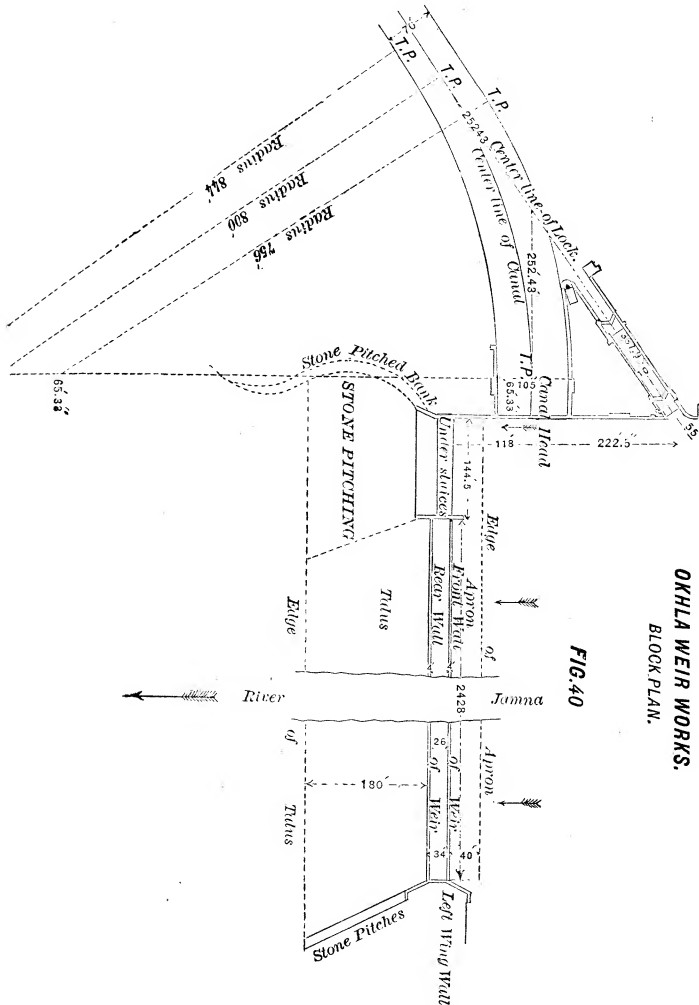 OKHLA WEIR WORKS.
BLOCK PLAN.
FIG.40
T.P.
T.P.
T.P.
25243
Center line of Lock.
Center line of Canal
252.43'
Radius 844'
Radius 800'
Radius 756'
65.33"
T.P.
105
65.33
Canal Head
55
118'
222.5"
Stone Pitched Bank
STONE PITCHING
Under sluices
144.5'
Edge of Apron
Apron
Front Wall of Weir
Rear Wall of Weir
Talus
Edge of Talus
River Jamna
2428
26
180'
34
40'
Left Wing Wall
Stone Pitches